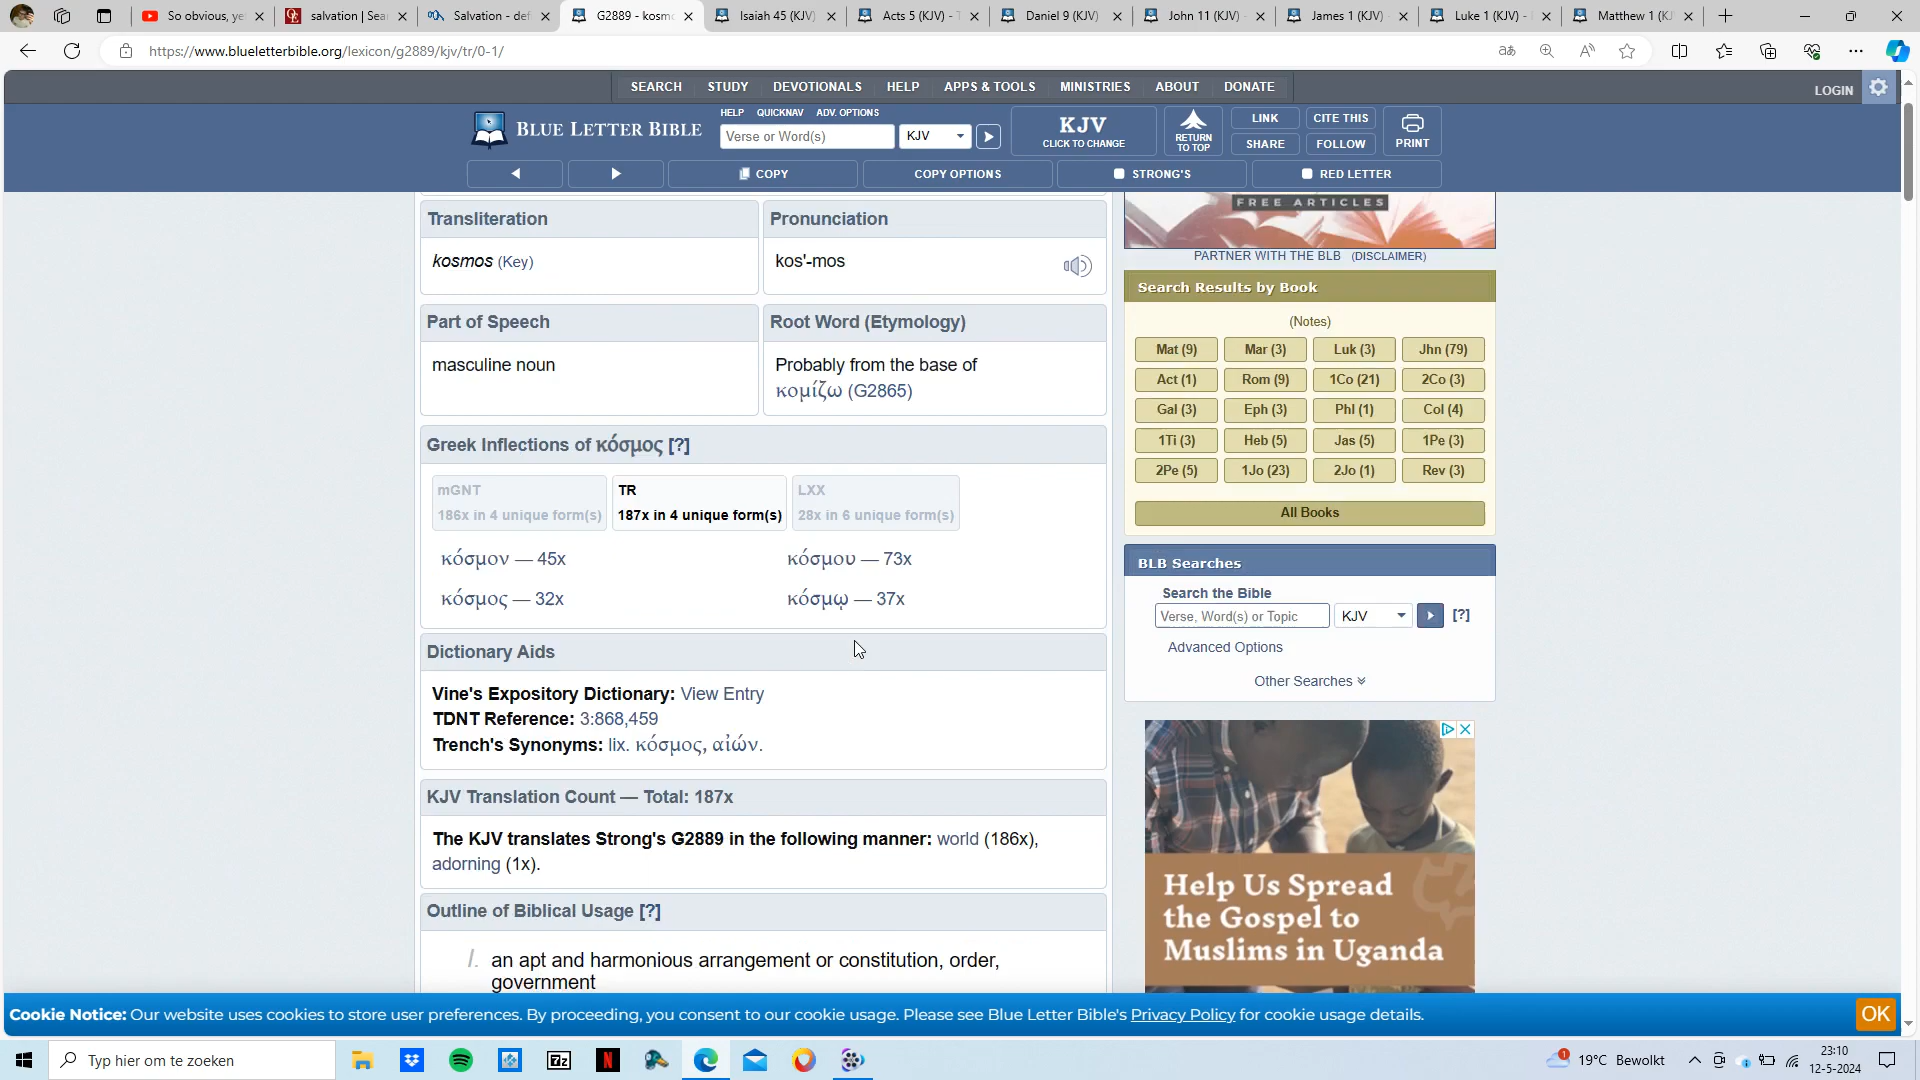 So obvious, ye
salvation | Sea
Salvation - def
G2889 - kosmo
Isaiah 45 (KJV)
Acts 5 (KJV) - T
Daniel 9 (KJV)
John 11 (KJV) -
James 1 (KJV)
Luke 1 (KJV) -
Matthew 1 (KJ
https://www.blueletterbible.org/lexicon/g2889/kjv/tr/0-1/
SEARCH STUDY DEVOTIONALS HELP APPS & TOOLS MINISTRIES ABOUT DONATE
LOGIN
BLUE LETTER BIBLE
HELP QUICKNAV ADV. OPTIONS
Verse or Word(s)
KJV
KJV
CLICK TO CHANGE
RETURN
TO TOP
LINK
CITE THIS
SHARE
FOLLOW
PRINT
COPY
COPY OPTIONS
STRONG'S
RED LETTER
Transliteration
kosmos (Key)
Pronunciation
kos'-mos
Part of Speech
masculine noun
Root Word (Etymology)
Probably from the base of
κομίζω (G2865)
Greek Inflections of κόσμος [?]
mGNT
186x in 4 unique form(s)
TR
187x in 4 unique form(s)
LXX
28x in 6 unique form(s)
κόσμον — 45x
κόσμου — 73x
κόσμος — 32x
κόσμῳ — 37x
Dictionary Aids
Vine's Expository Dictionary: View Entry
TDNT Reference: 3:868,459
Trench's Synonyms: lix. κόσμος, αἰών.
KJV Translation Count — Total: 187x
The KJV translates Strong's G2889 in the following manner: world (186x),
adorning (1x).
Outline of Biblical Usage [?]
I. an apt and harmonious arrangement or constitution, order,
government
FREE ARTICLES
PARTNER WITH THE BLB (DISCLAIMER)
Search Results by Book
(Notes)
Mat (9) Mar (3) Luk (3) Jhn (79)
Act (1) Rom (9) 1Co (21) 2Co (3)
Gal (3) Eph (3) Phl (1) Col (4)
1Ti (3) Heb (5) Jas (5) 1Pe (3)
2Pe (5) 1Jo (23) 2Jo (1) Rev (3)
All Books
BLB Searches
Search the Bible
Verse, Word(s) or Topic
KJV
[?]
Advanced Options
Other Searches
Help Us Spread
the Gospel to
Muslims in Uganda
Cookie Notice: Our website uses cookies to store user preferences. By proceeding, you consent to our cookie usage. Please see Blue Letter Bible's Privacy Policy for cookie usage details.
OK
Typ hier om te zoeken
19°C Bewolkt
23:10
12-5-2024